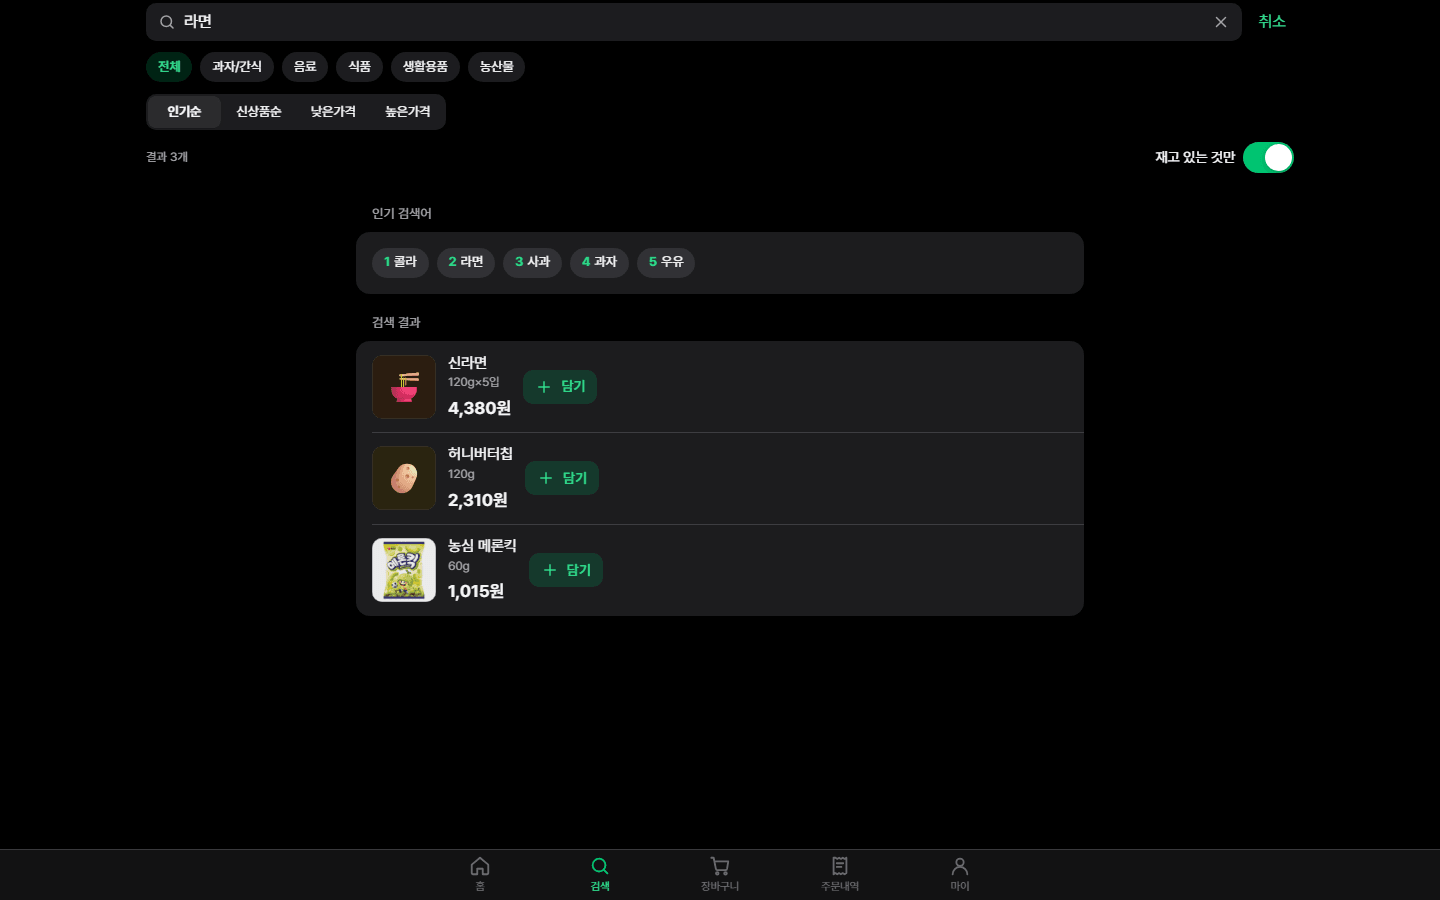 라면
취소
전체 과자/간식 음료 식품 생활용품 농산물
인기순 신상품순 낮은가격 높은가격
결과 3개
재고 있는 것만
인기 검색어
1 콜라 2 라면 3 사과 4 과자 5 우유
검색 결과
신라면
120g×5입
4,380원
담기
허니버터칩
120g
2,310원
담기
메론킥
농심 메론킥
60g
1,015원
담기
홈 검색 장바구니 주문내역 마이